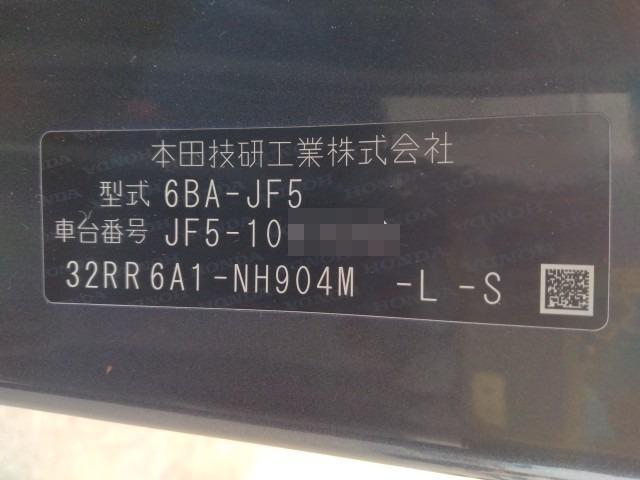 本田技研工業株式会社
型式 6BA-JF5
車台番号 JF5-10
32RR6A1-NH904M -L -S